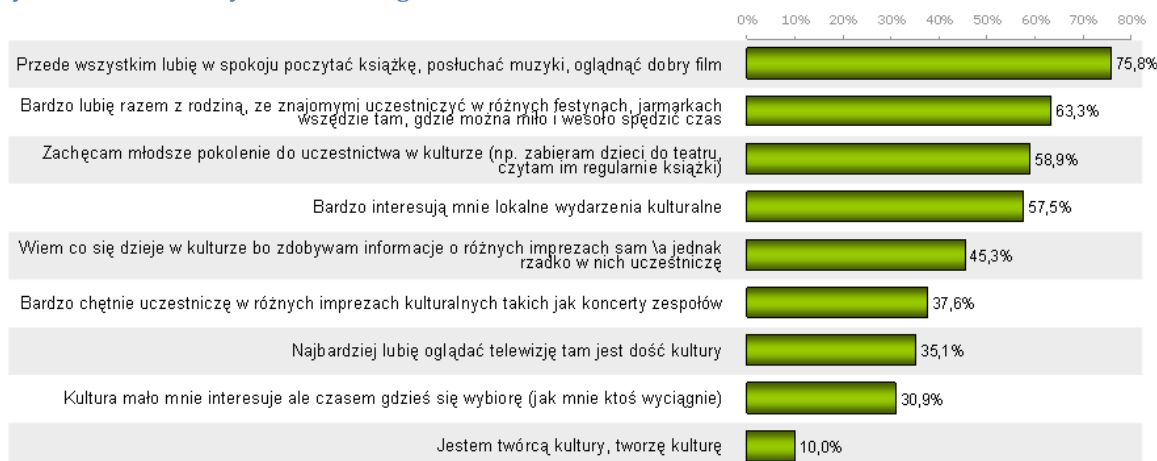 0% 10% 20% 30% 40% 50% 60% 70% 80%
Przede wszystkim lubię w spokoju poczytać książkę, posłuchać muzyki, oglądnąć dobry film 75,8%
Bardzo lubię razem z rodziną, ze znajomymi uczestniczyć w różnych festynach, jarmarkach
wszędzie tam, gdzie można miło i wesoło spędzić czas 63,3%
Zachęcam młodsze pokolenie do uczestnictwa w kulturze (np. zabieram dzieci do teatru,
czytam im regularnie książki) 58,9%
Bardzo interesują mnie lokalne wydarzenia kulturalne 57,5%
Wiem co się dzieje w kulturze bo zdobywam informacje o różnych imprezach sam \a jednak
rzadko w nich uczestniczę 45,3%
Bardzo chętnie uczestniczę w różnych imprezach kulturalnych takich jak koncerty zespołów 37,6%
Najbardziej lubię oglądać telewizję tam jest dość kultury 35,1%
Kultura mało mnie interesuje ale czasem gdzieś się wybiorę (jak mnie ktoś wyciągnie) 30,9%
Jestem twórcą kultury, tworzę kulturę 10,0%